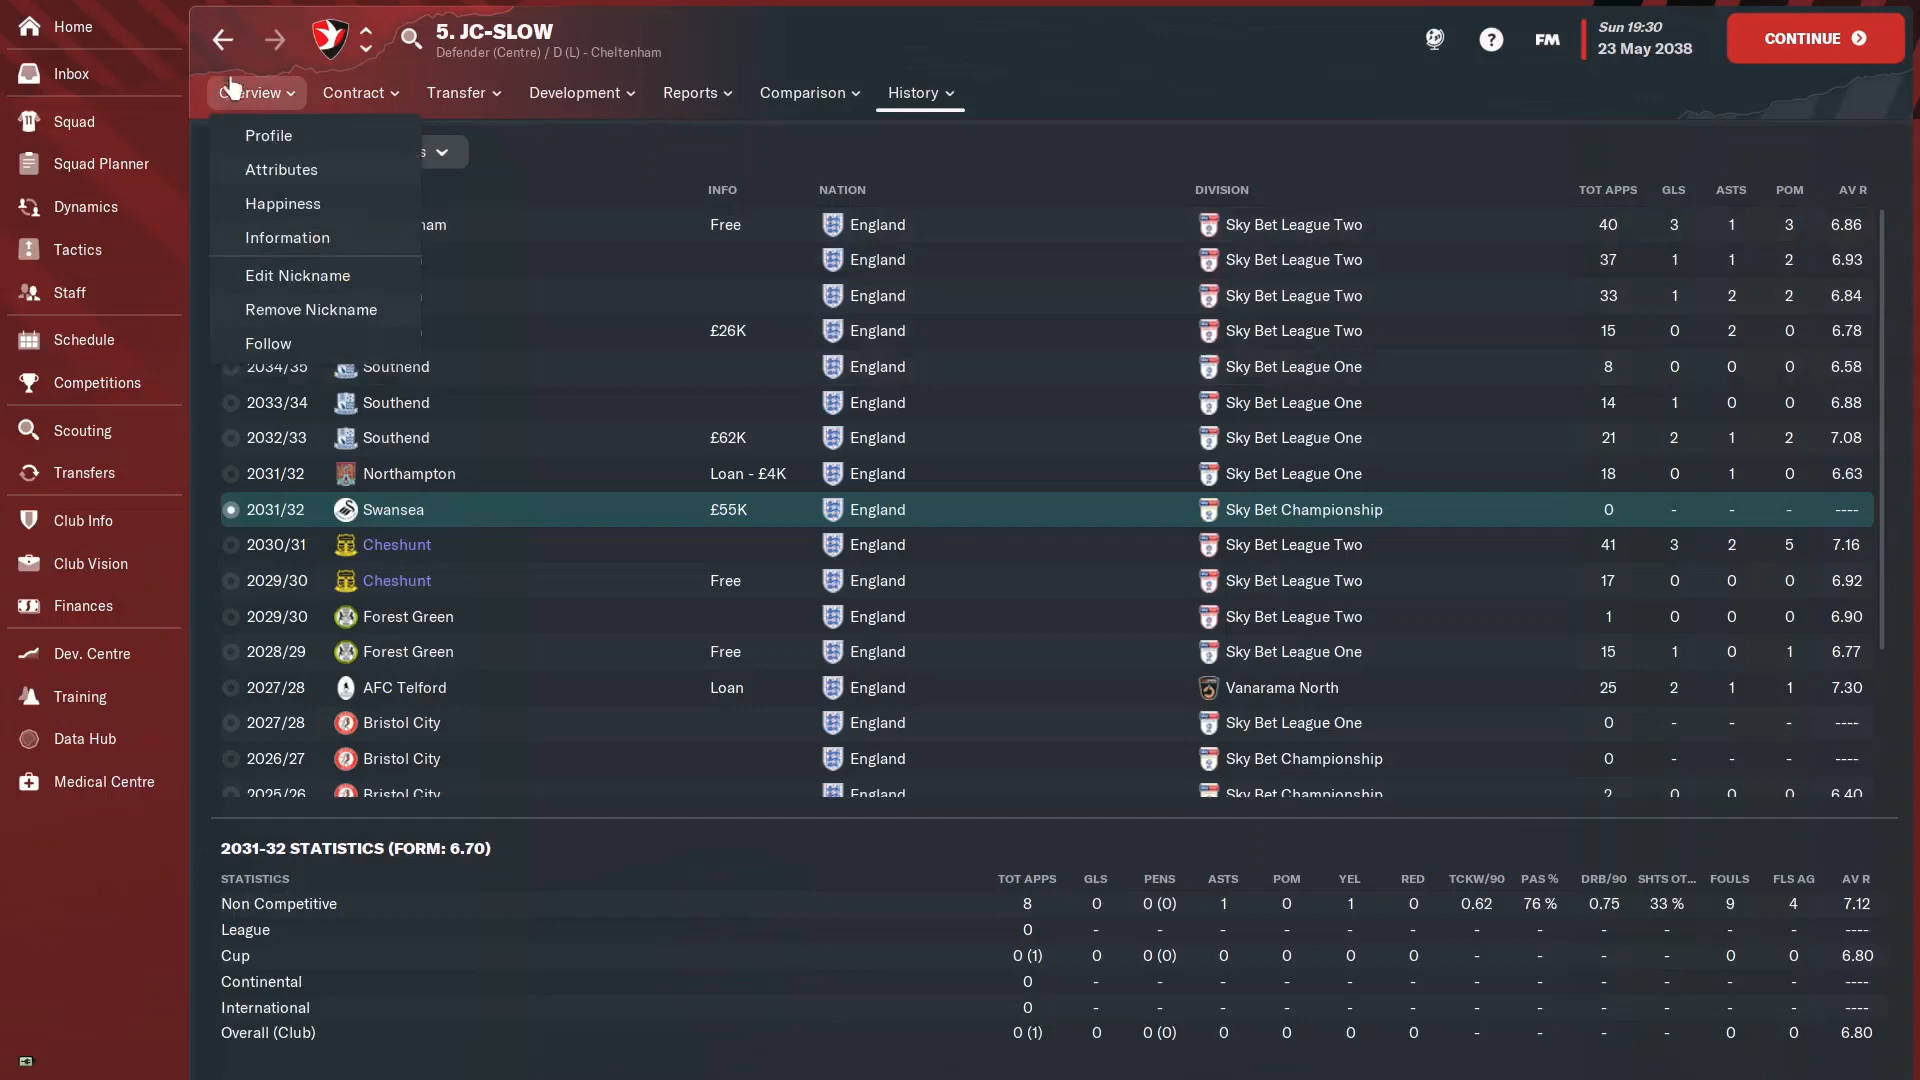 Home
Inbox
Squad
Squad Planner
Dynamics
Tactics
Staff
Schedule
Competitions
Scouting
Transfers
Club Info
Club Vision
Finances
Dev. Centre
Training
Data Hub
Medical Centre
5. JC-SLOW
Defender (Centre) / D (L) - Cheltenham
FM
Sun 19:30
23 May 2038
CONTINUE
Overview Contract Transfer Development Reports Comparison History
Profile
Attributes
Happiness
Information
Edit Nickname
Remove Nickname
Follow
INFO NATION DIVISION TOT APPS GLS ASTS POM AV R
Free England Sky Bet League Two 40 3 1 3 6.86
England Sky Bet League Two 37 1 1 2 6.93
England Sky Bet League Two 33 1 2 2 6.84
£26K England Sky Bet League Two 15 0 2 0 6.78
2034/35 Southend England Sky Bet League One 8 0 0 0 6.58
2033/34 Southend England Sky Bet League One 14 1 0 0 6.88
2032/33 Southend £62K England Sky Bet League One 21 2 1 2 7.08
2031/32 Northampton Loan - £4K England Sky Bet League One 18 0 1 0 6.63
2031/32 Swansea £55K England Sky Bet Championship 0 - - - ----
2030/31 Cheshunt England Sky Bet League Two 41 3 2 5 7.16
2029/30 Cheshunt Free England Sky Bet League Two 17 0 0 0 6.92
2029/30 Forest Green England Sky Bet League Two 1 0 0 0 6.90
2028/29 Forest Green Free England Sky Bet League One 15 1 0 1 6.77
2027/28 AFC Telford Loan England Vanarama North 25 2 1 1 7.30
2027/28 Bristol City England Sky Bet League One 0 - - - ----
2026/27 Bristol City England Sky Bet Championship 0 - - - ----
2025/26 Bristol City England Sky Bet Championship 2 0 0 0 6.40
2031-32 STATISTICS (FORM: 6.70)
STATISTICS TOT APPS GLS PENS ASTS POM YEL RED TCKW/90 PAS % DRB/90 SHTS OT... FOULS FLS AG AV R
Non Competitive 8 0 0 (0) 1 0 1 0 0.62 76 % 0.75 33 % 9 4 7.12
League 0 - - - - - - - - - - - - ----
Cup 0 (1) 0 0 (0) 0 0 0 0 - - - - 0 0 6.80
Continental 0 - - - - - - - - - - - - ----
International 0 - - - - - - - - - - - - ----
Overall (Club) 0 (1) 0 0 (0) 0 0 0 0 - - - - 0 0 6.80